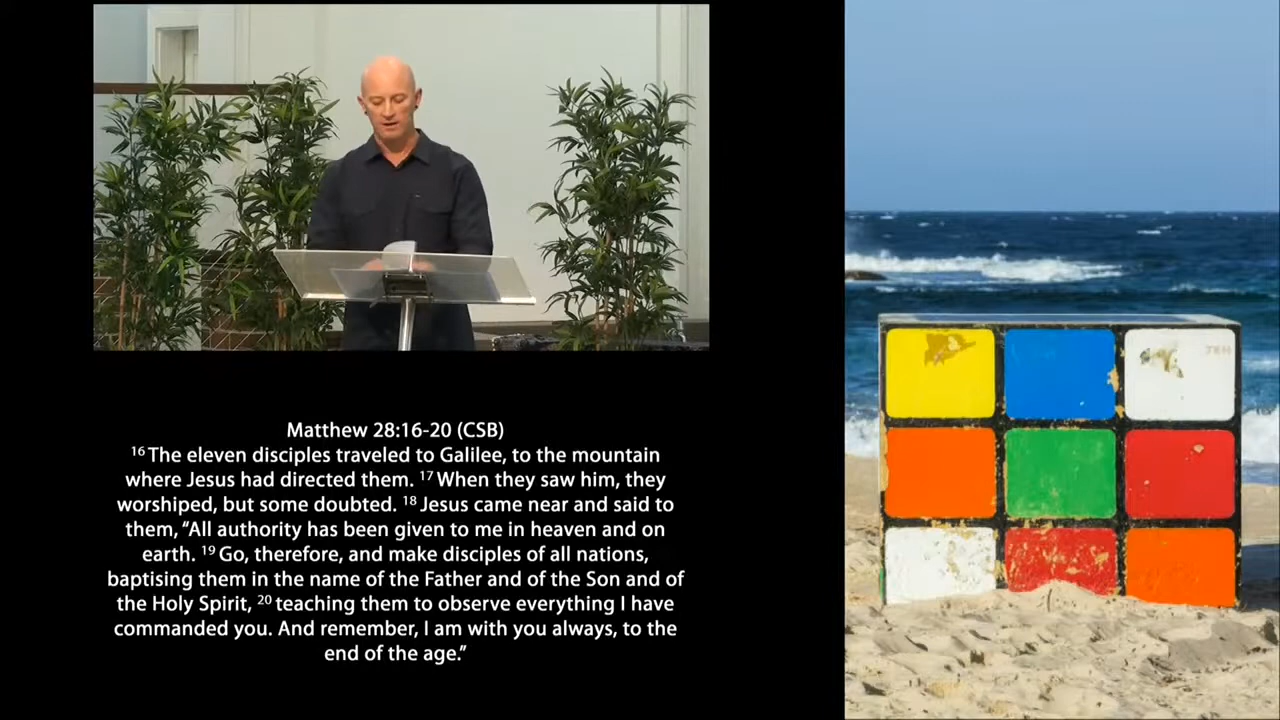 Matthew 28:16-20 (CSB)
16 The eleven disciples traveled to Galilee, to the mountain
where Jesus had directed them. 17 When they saw him, they
worshiped, but some doubted. 18 Jesus came near and said to
them, “All authority has been given to me in heaven and on
earth. 19 Go, therefore, and make disciples of all nations,
baptising them in the name of the Father and of the Son and of
the Holy Spirit, 20 teaching them to observe everything I have
commanded you. And remember, I am with you always, to the
end of the age.”